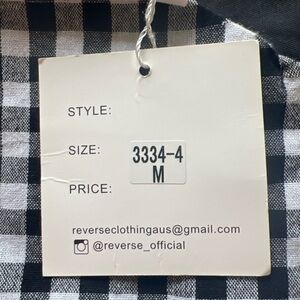 STYLE:
SIZE: 3334-4
M
PRICE:
reverseclothingaus@gmail.com
@reverse_official